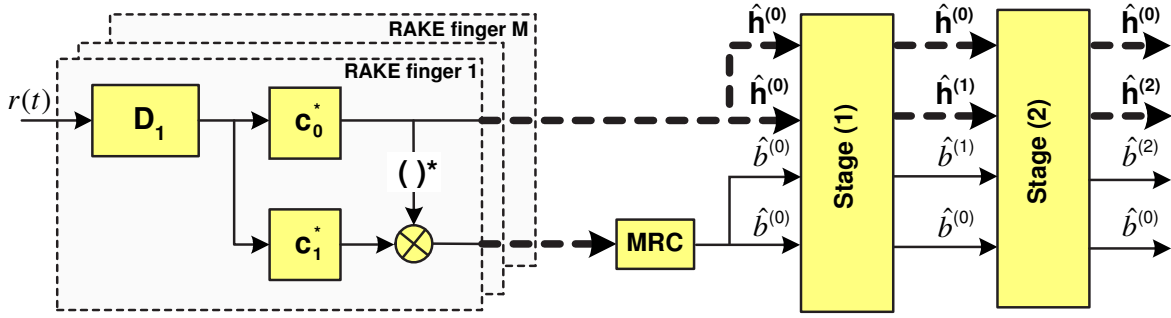 RAKE finger M
RAKE finger 1
r(t)
D₁
c₀*
( )*
c₁*
MRC
ĥ⁽⁰⁾
ĥ⁽⁰⁾
b̂⁽⁰⁾
b̂⁽⁰⁾
Stage (1)
ĥ⁽⁰⁾
ĥ⁽¹⁾
b̂⁽¹⁾
b̂⁽⁰⁾
Stage (2)
ĥ⁽⁰⁾
ĥ⁽²⁾
b̂⁽²⁾
b̂⁽⁰⁾